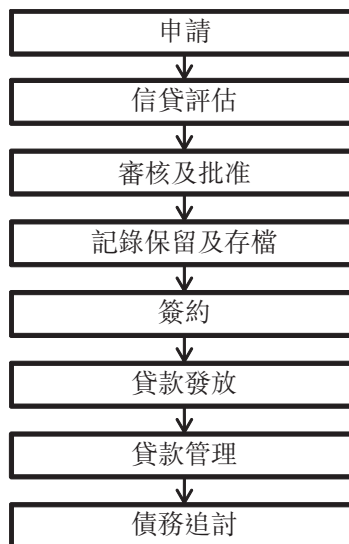 申請
信貸評估
審核及批准
記錄保留及存檔
簽約
貸款發放
貸款管理
債務追討